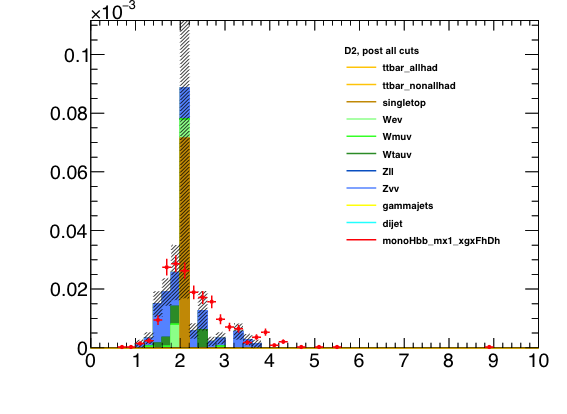 ×10⁻³
D2, post all cuts
ttbar_allhad
ttbar_nonallhad
singletop
Wev
Wmuv
Wtauv
Zll
Zvv
gammajets
dijet
monoHbb_mx1_xgxFhDh
0.1
0.08
0.06
0.04
0.02
0
0 1 2 3 4 5 6 7 8 9 10